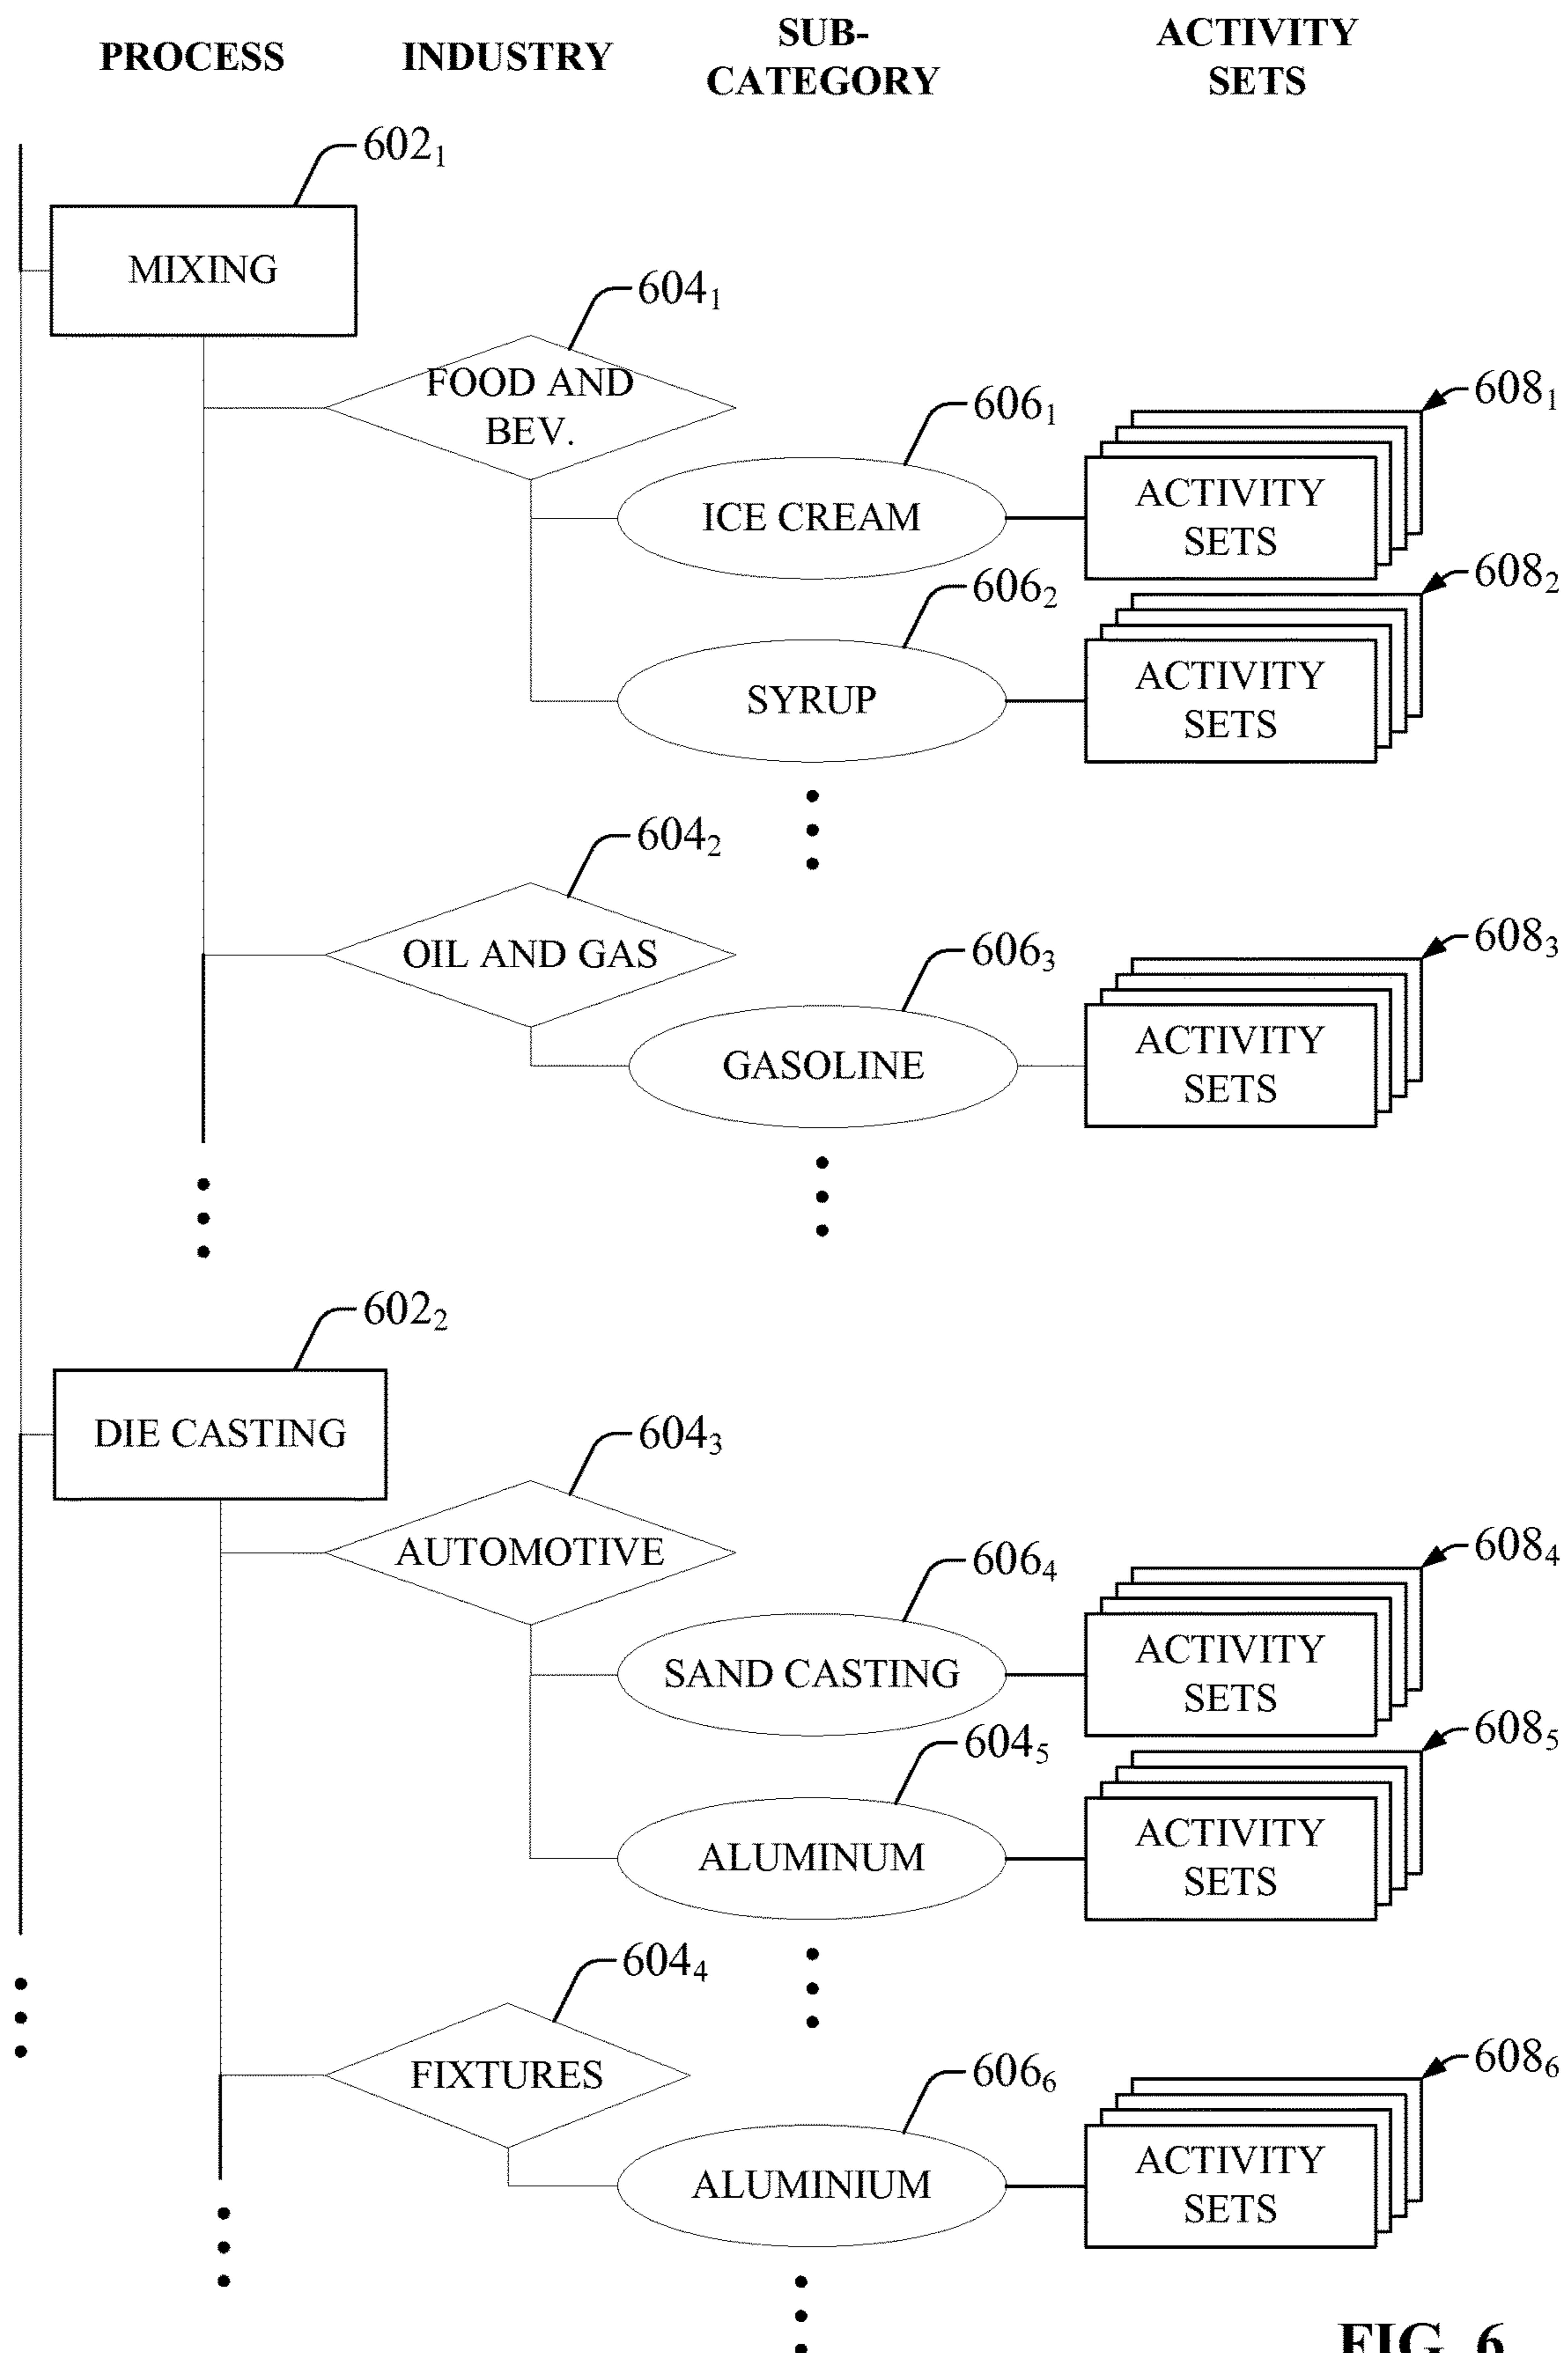 PROCESS
INDUSTRY
SUB-
CATEGORY
ACTIVITY
SETS
602₁
MIXING
604₁
FOOD AND
BEV.
606₁
ICE CREAM
608₁
ACTIVITY
SETS
606₂
SYRUP
608₂
ACTIVITY
SETS
604₂
OIL AND GAS
606₃
GASOLINE
608₃
ACTIVITY
SETS
602₂
DIE CASTING
604₃
AUTOMOTIVE
606₄
SAND CASTING
608₄
ACTIVITY
SETS
604₅
ALUMINUM
608₅
ACTIVITY
SETS
604₄
FIXTURES
606₆
ALUMINIUM
608₆
ACTIVITY
SETS
FIG. 6